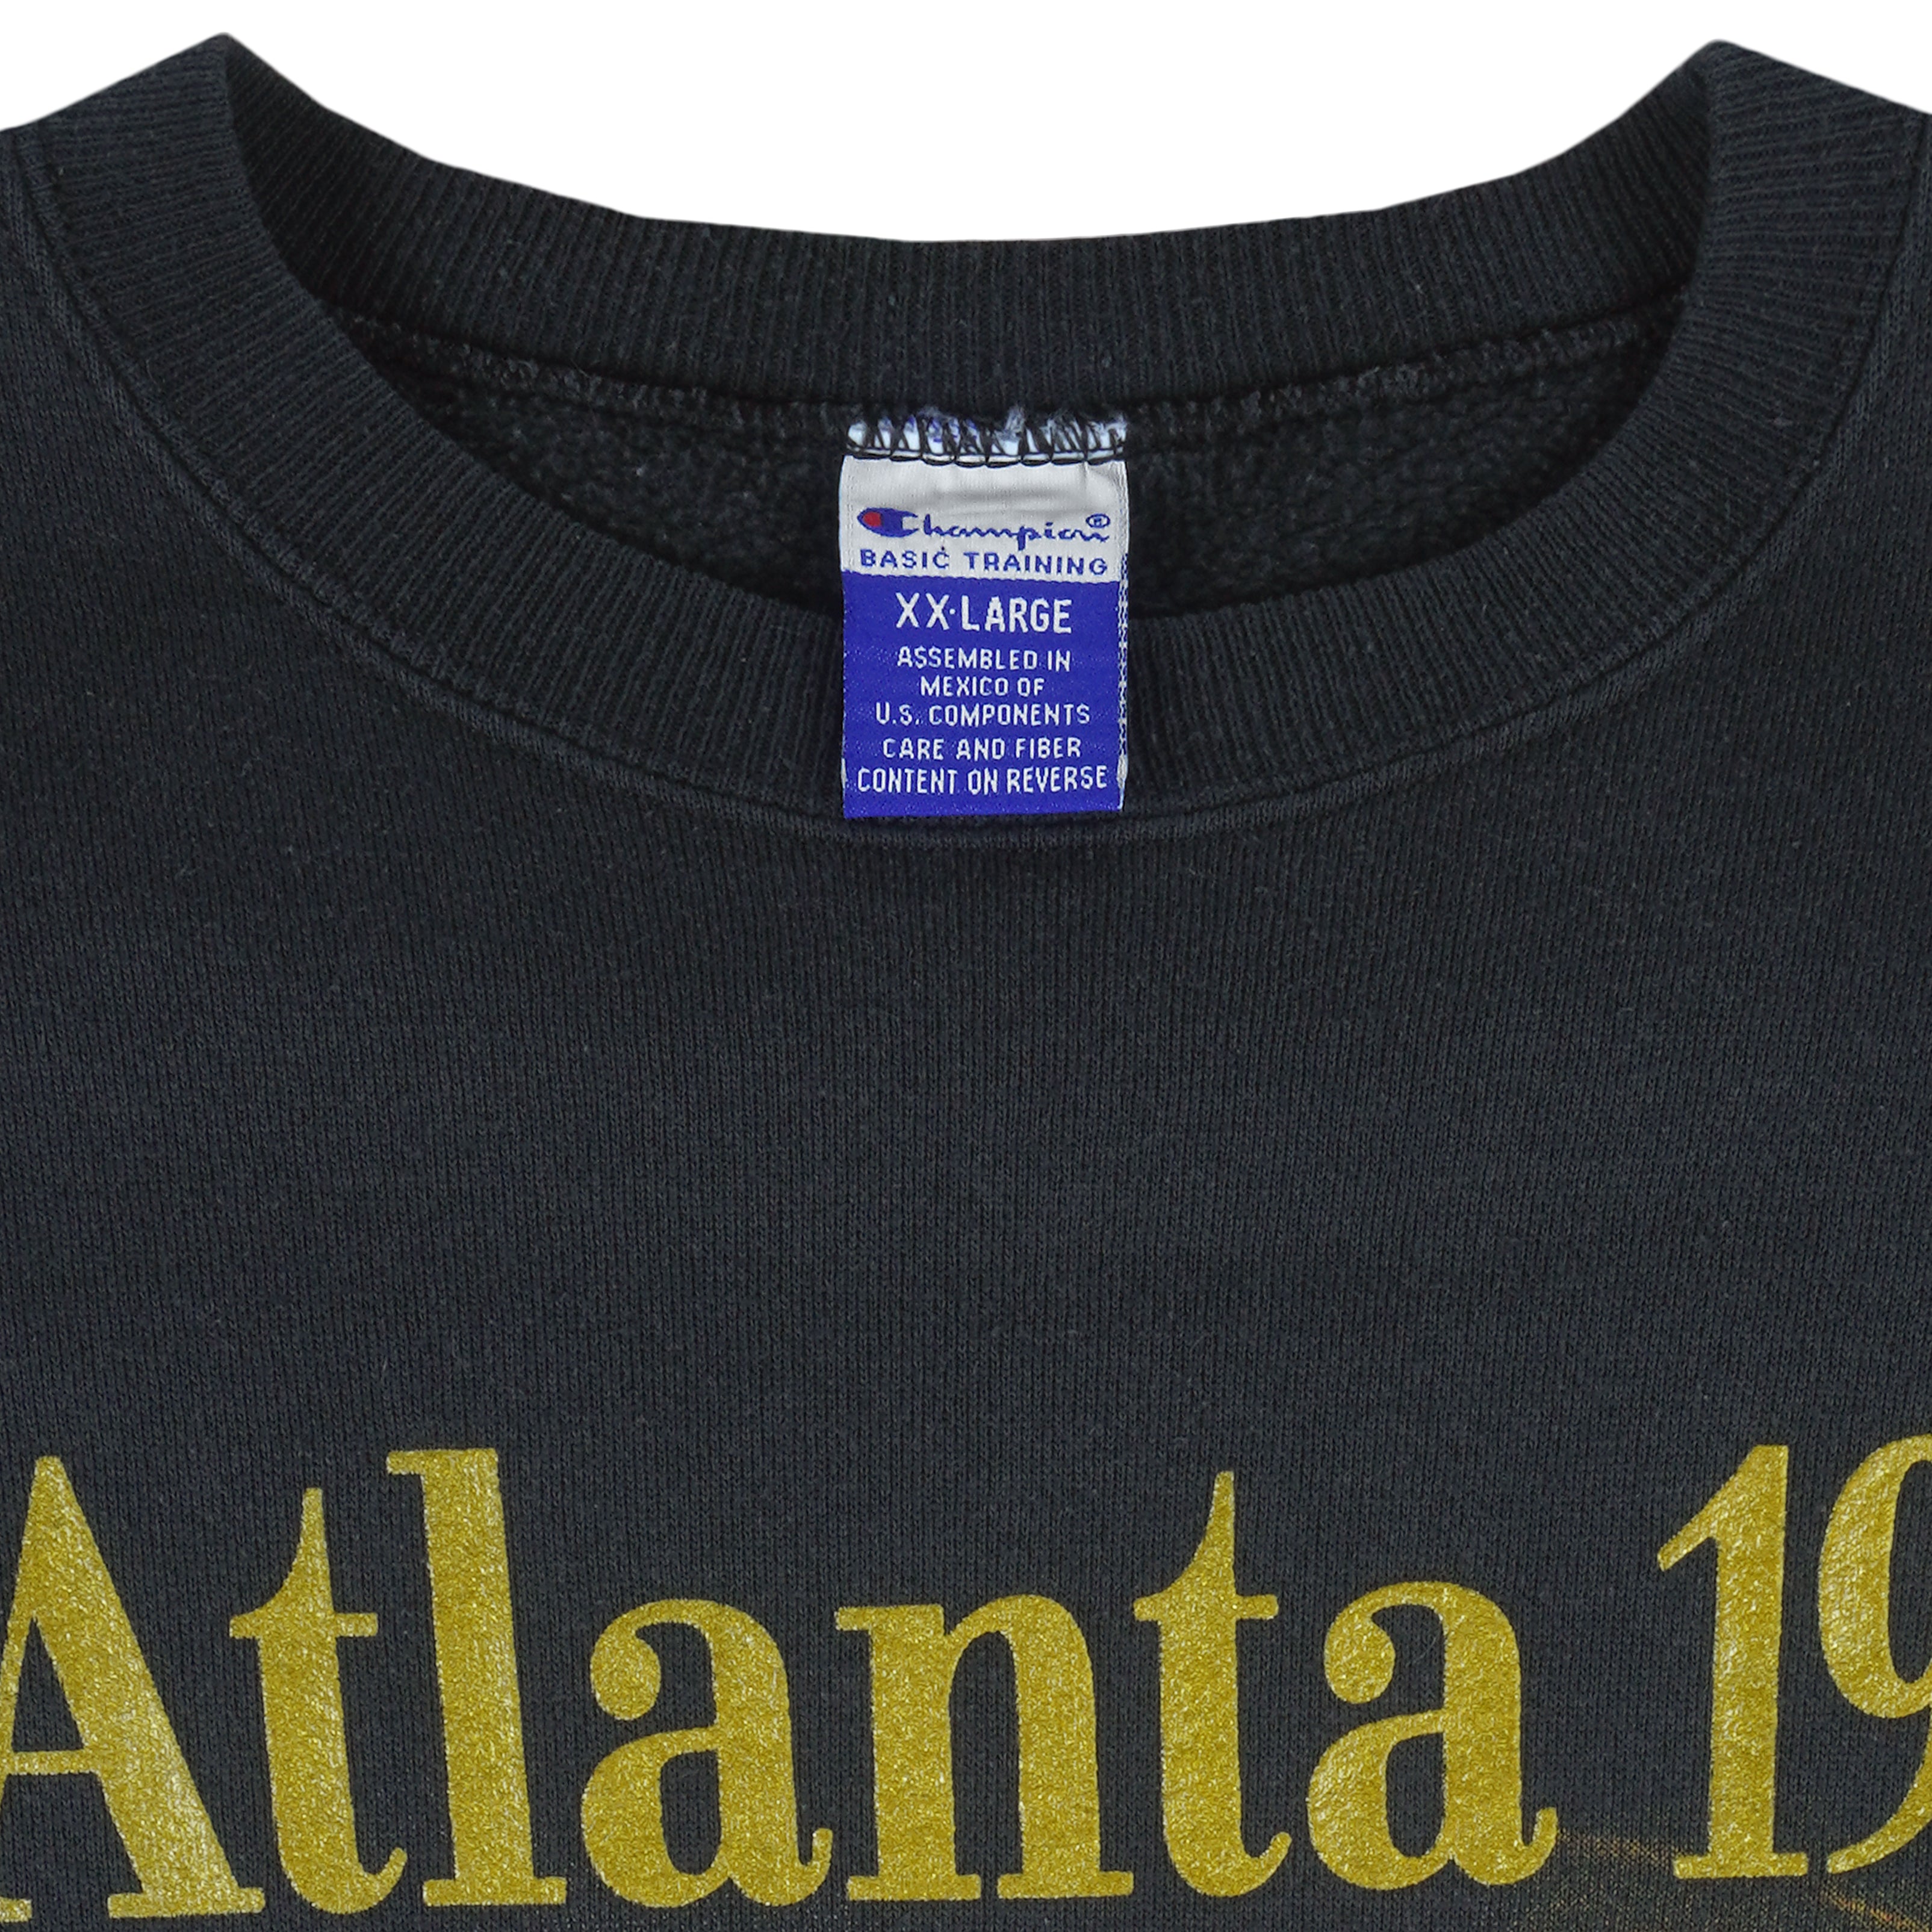 Champion®
BASIC TRAINING
XX·LARGE
ASSEMBLED IN
MEXICO OF
U.S. COMPONENTS
CARE AND FIBER
CONTENT ON REVERSE
Atlanta 19